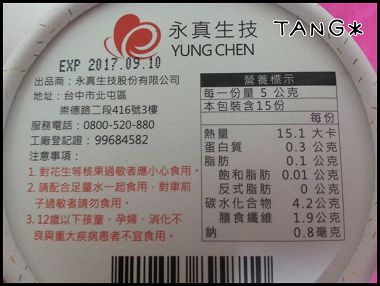 永真生技
YUNG CHEN
TANG*
EXP 2017.09.10
出品商：永真生技股份有限公司
地址：台中市北屯區
崇德路二段416號3樓
服務電話：0800-520-880
工廠登記證：99684582
注意事項：
1. 對花生等核果過敏者應小心食用。
2. 請配合足量水一起食用，對車前
子過敏者請勿食用。
3. 12歲以下孩童、孕婦、消化不
良與重大疾病患者不宜食用。
營養標示
每一份量 5 公克
本包裝含15份
每份
熱量 15.1 大卡
蛋白質 0.3 公克
脂肪 0.1 公克
飽和脂肪 0.01 公克
反式脂肪 0 公克
碳水化合物 4.2 公克
膳食纖維 1.9 公克
鈉 0.8 毫克